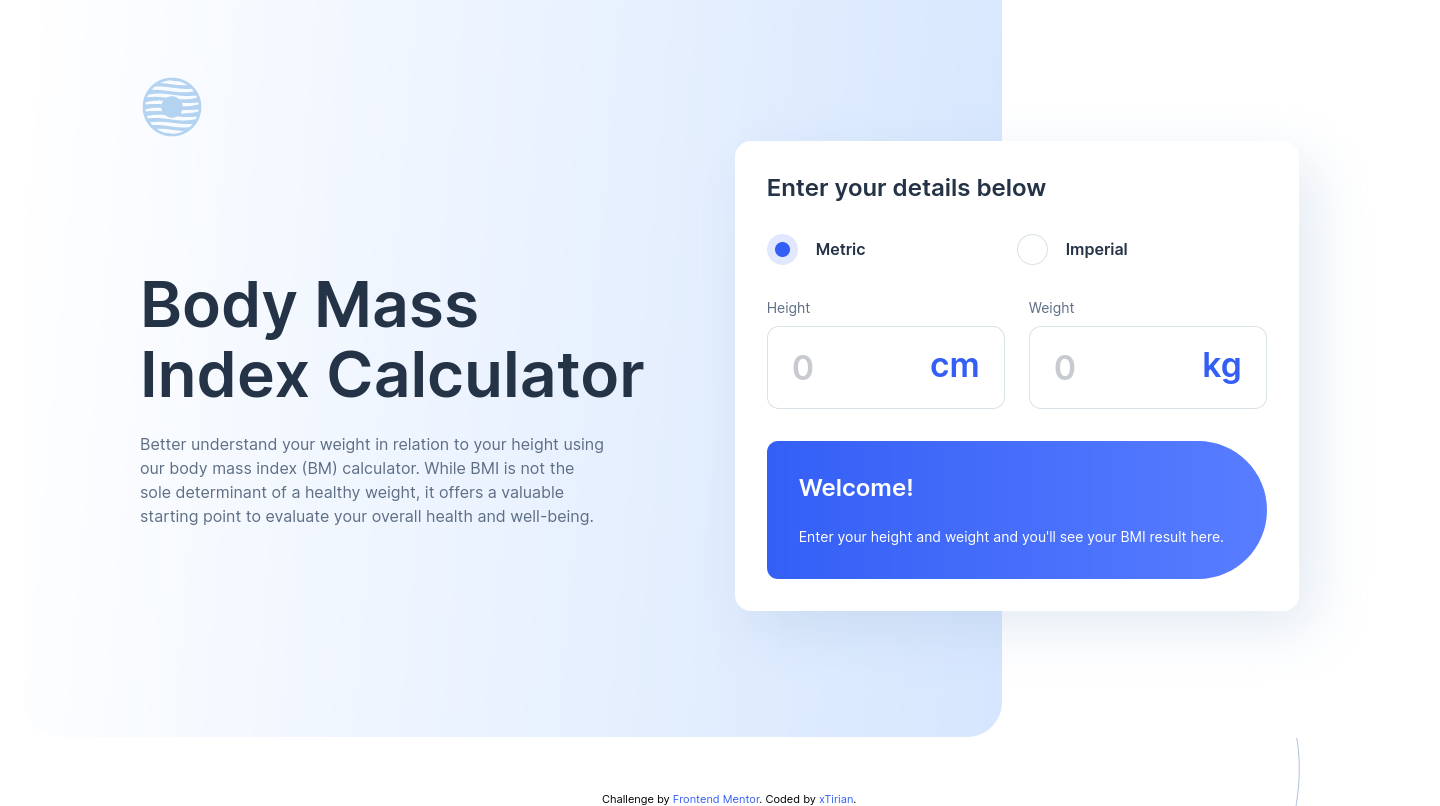 Body Mass
Index Calculator
Better understand your weight in relation to your height using
our body mass index (BM) calculator. While BMI is not the
sole determinant of a healthy weight, it offers a valuable
starting point to evaluate your overall health and well-being.
Enter your details below
Metric
Imperial
Height
Weight
0 cm
0 kg
Welcome!
Enter your height and weight and you'll see your BMI result here.
Challenge by Frontend Mentor. Coded by xTirian.